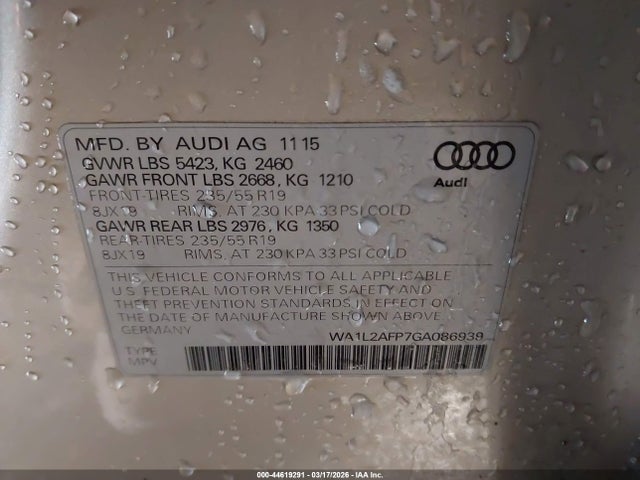 MFD. BY AUDI AG 11 15
GVWR LBS 5423, KG 2460
GAWR FRONT LBS 2668, KG 1210
FRONT-TIRES 235/55 R19
8JX19 RIMS, AT 230 KPA 33 PSI COLD
GAWR REAR LBS 2976, KG 1350
REAR-TIRES 235/55 R19
8JX19 RIMS, AT 230 KPA 33 PSI COLD
Audi
THIS VEHICLE CONFORMS TO ALL APPLICABLE
U.S. FEDERAL MOTOR VEHICLE SAFETY AND
THEFT PREVENTION STANDARDS IN EFFECT ON
THE DATE OF MANUFACTURE SHOWN ABOVE.
GERMANY WA1L2AFP7GA086939
TYPE:
MPV
000-44619291 - 03/17/2026 - IAA Inc.